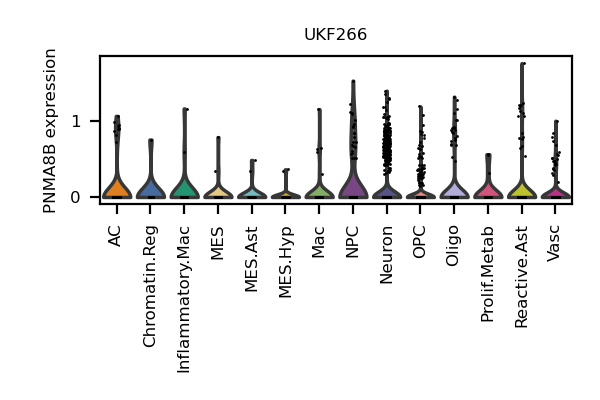 UKF266
PNMA8B expression
1
0
AC
Chromatin.Reg
Inflammatory.Mac
MES
MES.Ast
MES.Hyp
Mac
NPC
Neuron
OPC
Oligo
Prolif.Metab
Reactive.Ast
Vasc